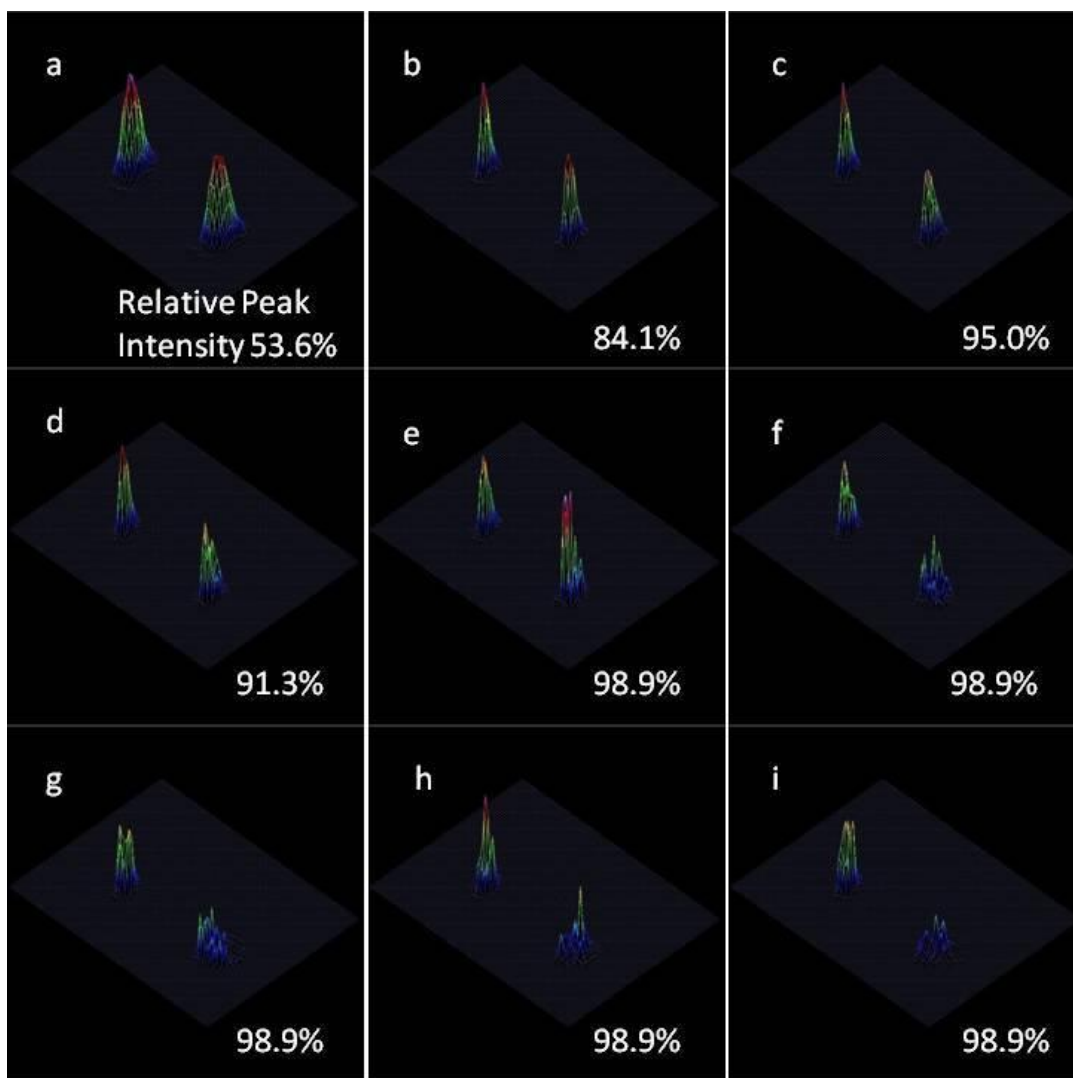 a
b
c
Relative Peak
Intensity 53.6%
84.1%
95.0%
d
e
f
91.3%
98.9%
98.9%
g
h
i
98.9%
98.9%
98.9%